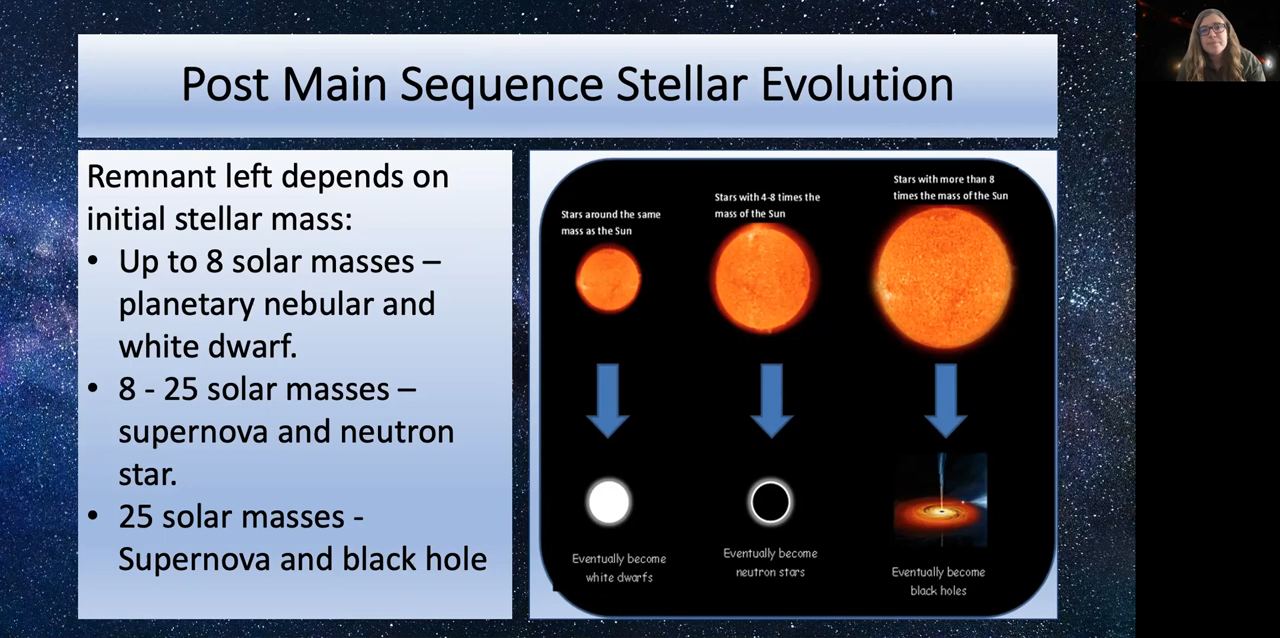 Post Main Sequence Stellar Evolution
Remnant left depends on
initial stellar mass:
• Up to 8 solar masses –
planetary nebular and
white dwarf.
• 8 - 25 solar masses –
supernova and neutron
star.
• 25 solar masses -
Supernova and black hole
Stars around the same
mass as the Sun
Stars with 4-8 times the
mass of the Sun
Stars with more than 8
times the mass of the Sun
Eventually become
white dwarfs
Eventually become
neutron stars
Eventually become
black holes